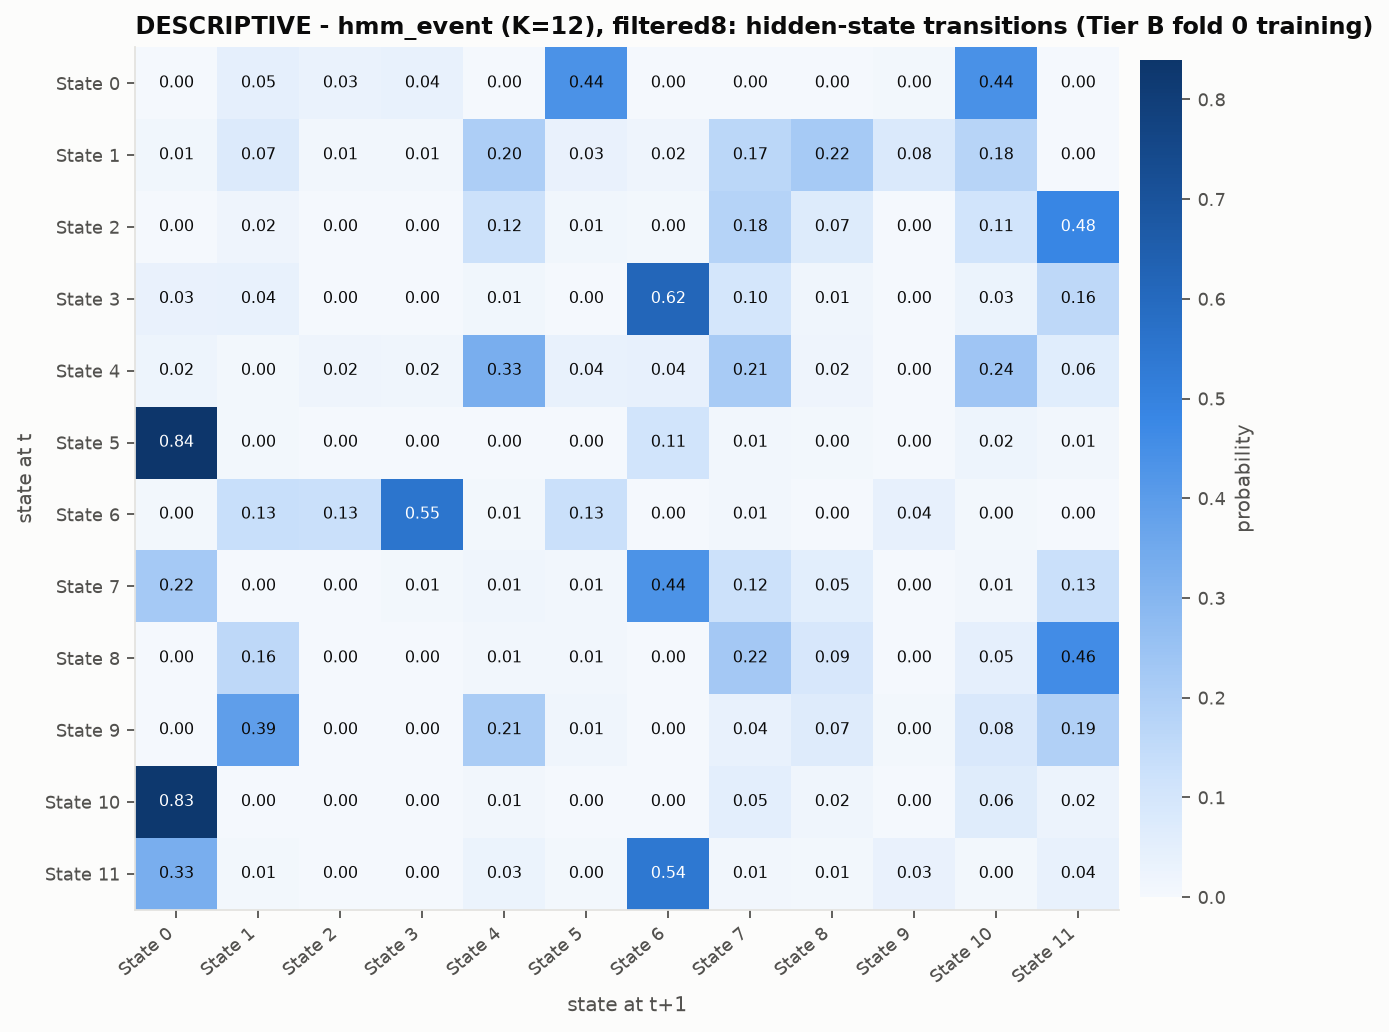 DESCRIPTIVE - hmm_event (K=12), filtered8: hidden-state transitions (Tier B fold 0 training)
State 0 0.00 0.05 0.03 0.04 0.00 0.44 0.00 0.00 0.00 0.00 0.44 0.00
State 1 0.01 0.07 0.01 0.01 0.20 0.03 0.02 0.17 0.22 0.08 0.18 0.00
State 2 0.00 0.02 0.00 0.00 0.12 0.01 0.00 0.18 0.07 0.00 0.11 0.48
State 3 0.03 0.04 0.00 0.00 0.01 0.00 0.62 0.10 0.01 0.00 0.03 0.16
State 4 0.02 0.00 0.02 0.02 0.33 0.04 0.04 0.21 0.02 0.00 0.24 0.06
State 5 0.84 0.00 0.00 0.00 0.00 0.00 0.11 0.01 0.00 0.00 0.02 0.01
State 6 0.00 0.13 0.13 0.55 0.01 0.13 0.00 0.01 0.00 0.04 0.00 0.00
State 7 0.22 0.00 0.00 0.01 0.01 0.01 0.44 0.12 0.05 0.00 0.01 0.13
State 8 0.00 0.16 0.00 0.00 0.01 0.01 0.00 0.22 0.09 0.00 0.05 0.46
State 9 0.00 0.39 0.00 0.00 0.21 0.01 0.00 0.04 0.07 0.00 0.08 0.19
State 10 0.83 0.00 0.00 0.00 0.01 0.00 0.00 0.05 0.02 0.00 0.06 0.02
State 11 0.33 0.01 0.00 0.00 0.03 0.00 0.54 0.01 0.01 0.03 0.00 0.04
State 0 State 1 State 2 State 3 State 4 State 5 State 6 State 7 State 8 State 9 State 10 State 11
state at t+1
state at t
0.8
0.7
0.6
0.5
0.4
0.3
0.2
0.1
0.0
probability